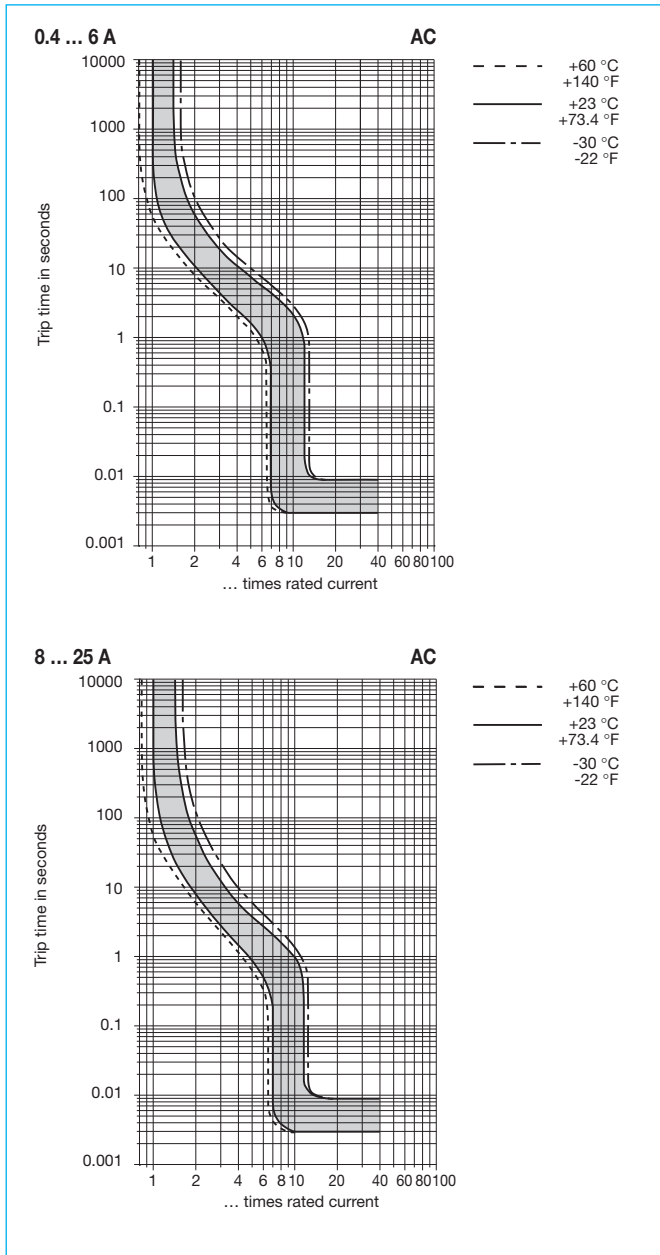 0.4 ... 6 A AC
+60 °C
+140 °F
+23 °C
+73.4 °F
-30 °C
-22 °F
Trip time in seconds
10000
1000
100
10
1
0.1
0.01
0.001
1 2 4 6 8 10 20 40 60 80 100
... times rated current
8 ... 25 A AC
+60 °C
+140 °F
+23 °C
+73.4 °F
-30 °C
-22 °F
Trip time in seconds
10000
1000
100
10
1
0.1
0.01
0.001
1 2 4 6 8 10 20 40 60 80 100
... times rated current